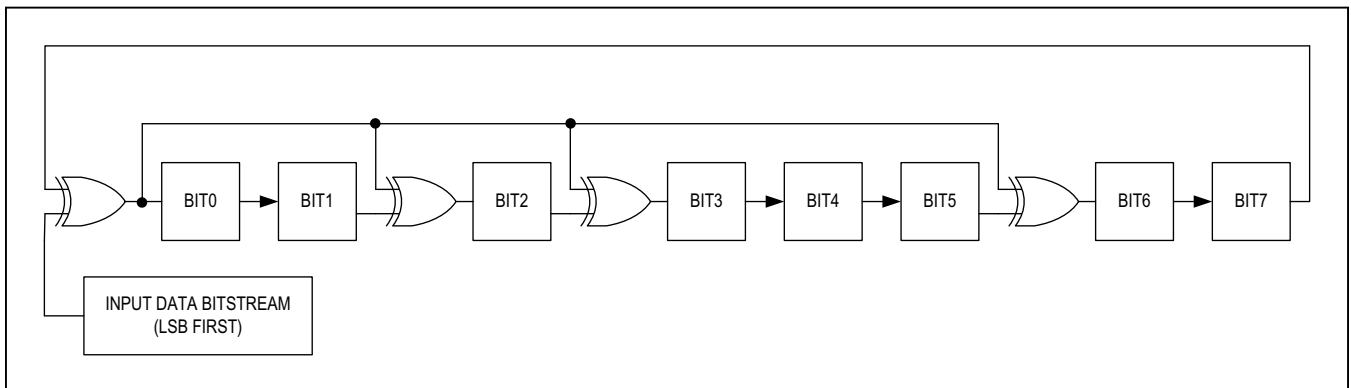 BIT0 BIT1 BIT2 BIT3 BIT4 BIT5 BIT6 BIT7
INPUT DATA BITSTREAM
(LSB FIRST)